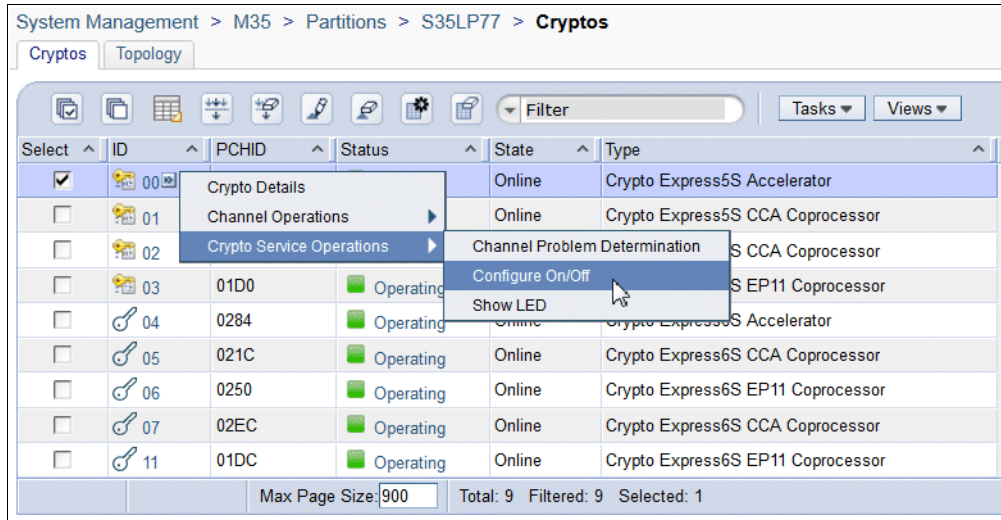 System Management > M35 > Partitions > S35LP77 > Cryptos
Cryptos Topology
Filter Tasks Views
Select ID PCHID Status State Type
00 Online Crypto Express5S Accelerator
Crypto Details
01 Channel Operations Online Crypto Express5S CCA Coprocessor
02 Crypto Service Operations Channel Problem Determination S CCA Coprocessor
03 01D0 Operating Configure On/Off S EP11 Coprocessor
Show LED
04 0284 Operating Online Accelerator
05 021C Operating Online Crypto Express6S CCA Coprocessor
06 0250 Operating Online Crypto Express6S EP11 Coprocessor
07 02EC Operating Online Crypto Express6S CCA Coprocessor
11 01DC Operating Online Crypto Express6S EP11 Coprocessor
Max Page Size: 900 Total: 9 Filtered: 9 Selected: 1